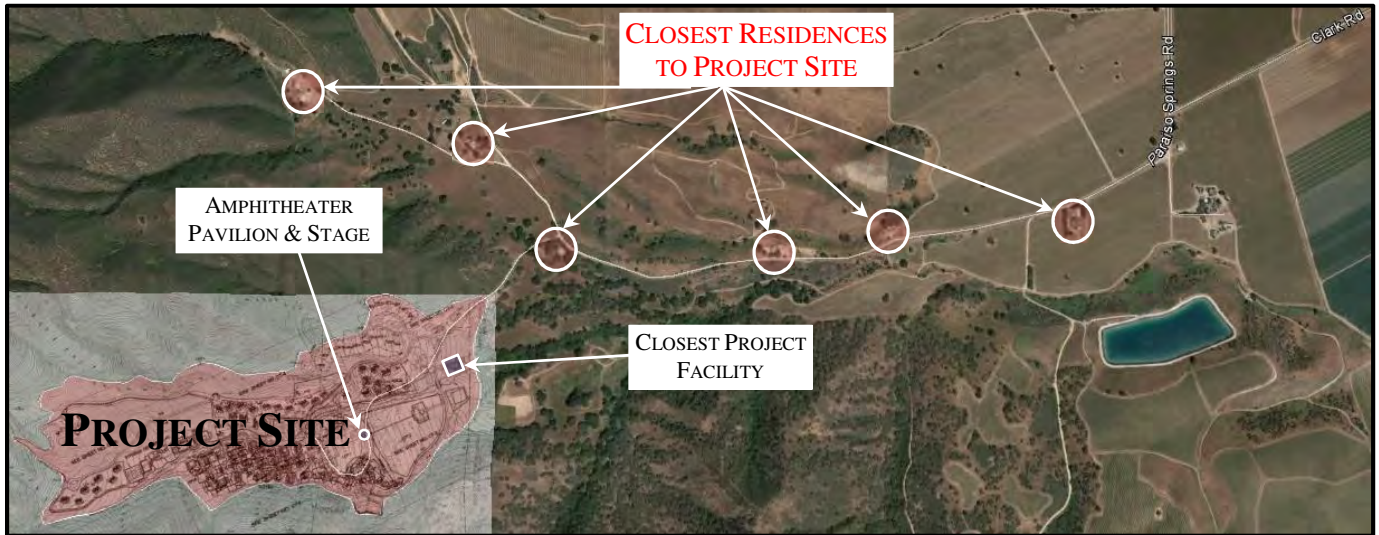 CLOSEST RESIDENCES
TO PROJECT SITE
Clark Rd
Paraiso Springs Rd
AMPHITHEATER
PAVILION & STAGE
CLOSEST PROJECT
FACILITY
PROJECT SITE